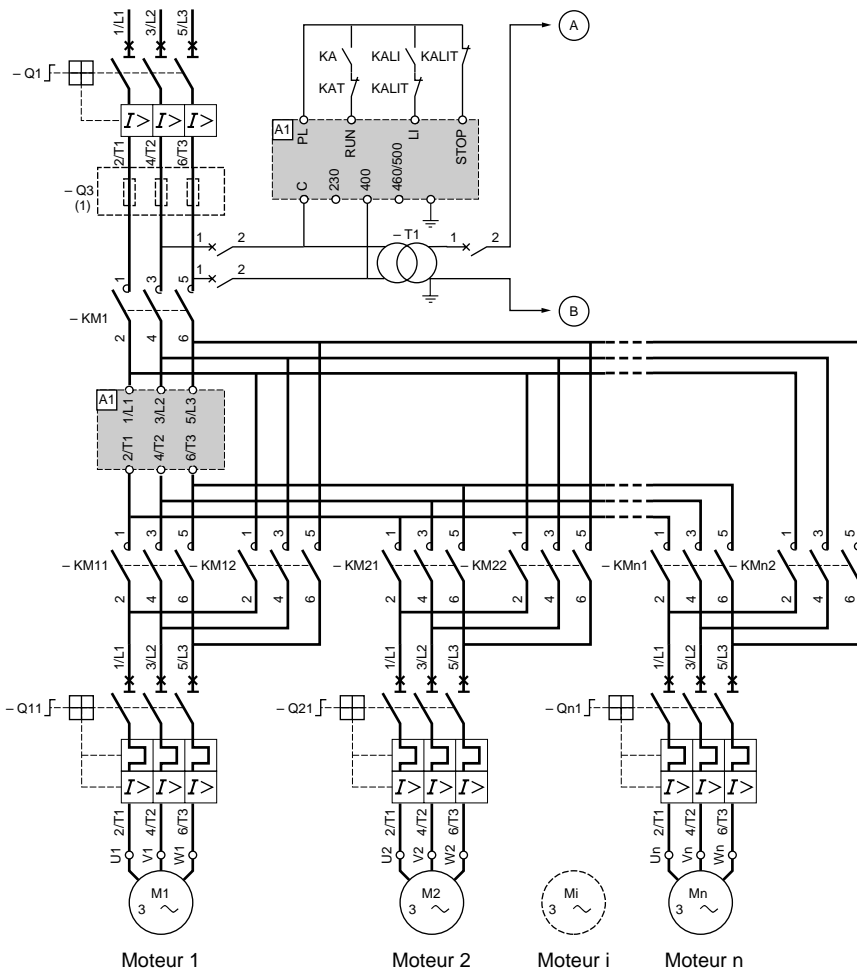 1/L1 3/L2 5/L3
A
KA KALI KALIT
– Q1
KAT KALIT
I> I> I>
A1 PL RUN LI STOP
2/T1 4/T2 6/T3
C 230 400 460/500
– Q3
(1)
1 2 – T1 1 2
1 2
B
1 3 5
– KM1
2 4 6
A1 1/L1 3/L2 5/L3
2/T1 4/T2 6/T3
1 3 5 1 3 5 1 3 5 1 3 5 1 3 5 1 3 5
– KM11 – KM12 – KM21 – KM22 – KMn1 – KMn2
2 4 6 2 4 6 2 4 6 2 4 6 2 4 6 2 4 6
1/L1 3/L2 5/L3 1/L1 3/L2 5/L3 1/L1 3/L2 5/L3
– Q11 – Q21 – Qn1
I> I> I> I> I> I> I> I> I>
2/T1 4/T2 6/T3 2/T1 4/T2 6/T3 2/T1 4/T2 6/T3
U1 V1 W1 U2 V2 W2 Un Vn Wn
M1 M2 Mi Mn
3 ~ 3 ~ 3 ~ 3 ~
Moteur 1 Moteur 2 Moteur i Moteur n